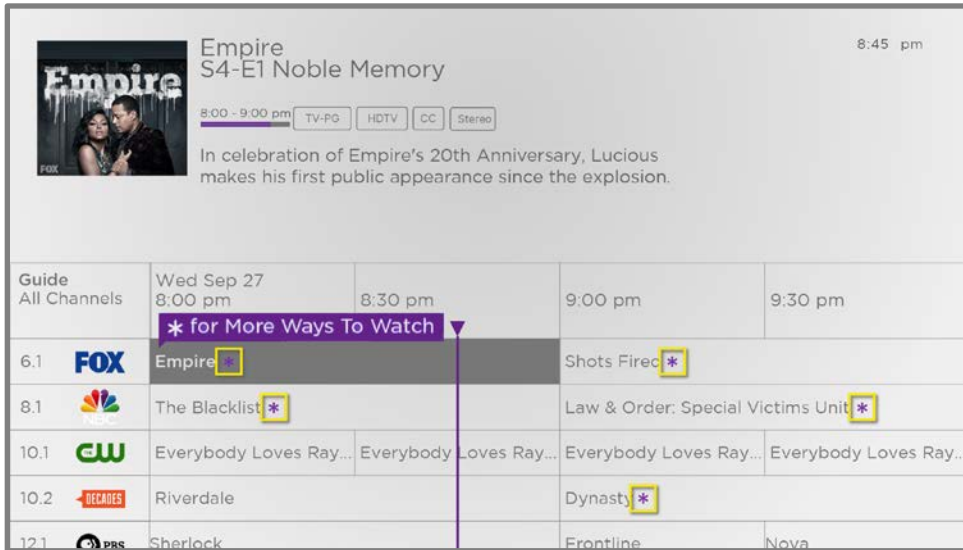 Empire
FOX
Empire
S4-E1 Noble Memory
8:45 pm
8:00 - 9:00 pm TV-PG HDTV CC Stereo
In celebration of Empire's 20th Anniversary, Lucious
makes his first public appearance since the explosion.
Guide
All Channels
Wed Sep 27
8:00 pm 8:30 pm 9:00 pm 9:30 pm
* for More Ways To Watch
6.1 FOX Empire * Shots Fired *
8.1 NBC The Blacklist * Law & Order: Special Victims Unit *
10.1 THE CW Everybody Loves Ray... Everybody Loves Ray... Everybody Loves Ray... Everybody Loves Ray...
10.2 DECADES Riverdale Dynasty *
12.1 PBS Sherlock Frontline Nova